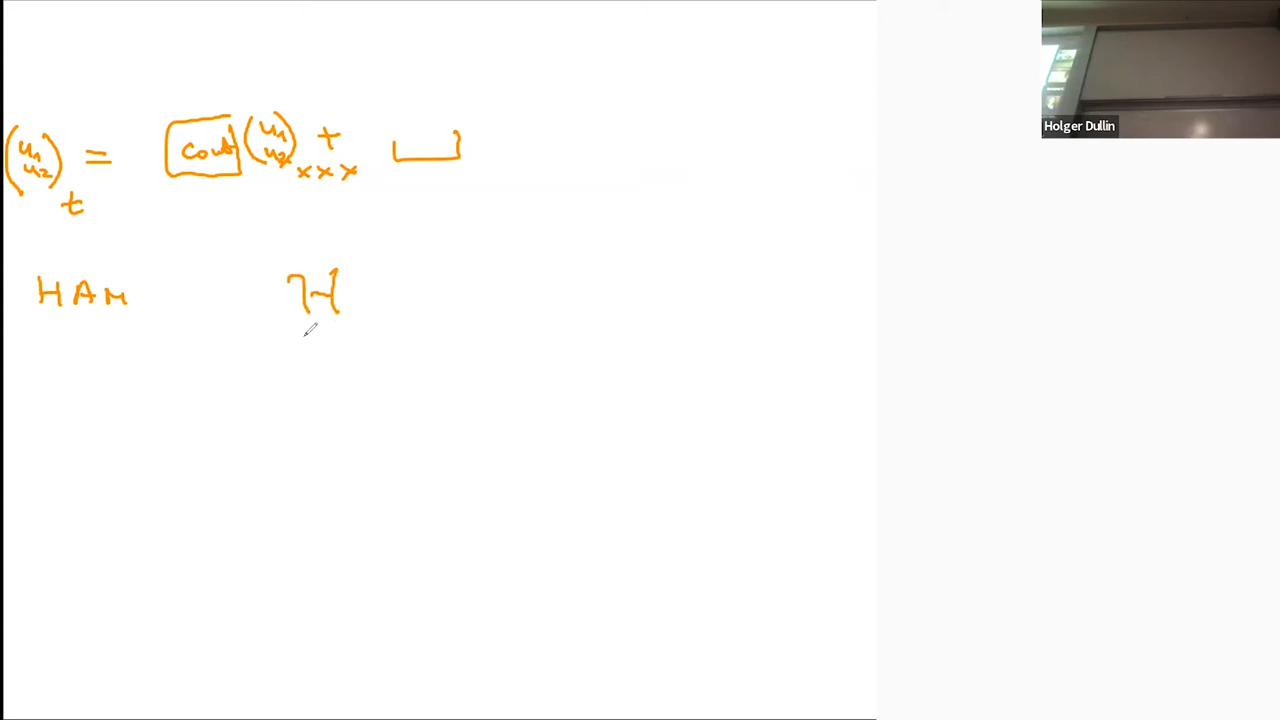 (u₁ u₂)ₜ = const (u₁ u₂)ₓₓₓ +
HAM H
Holger Dullin